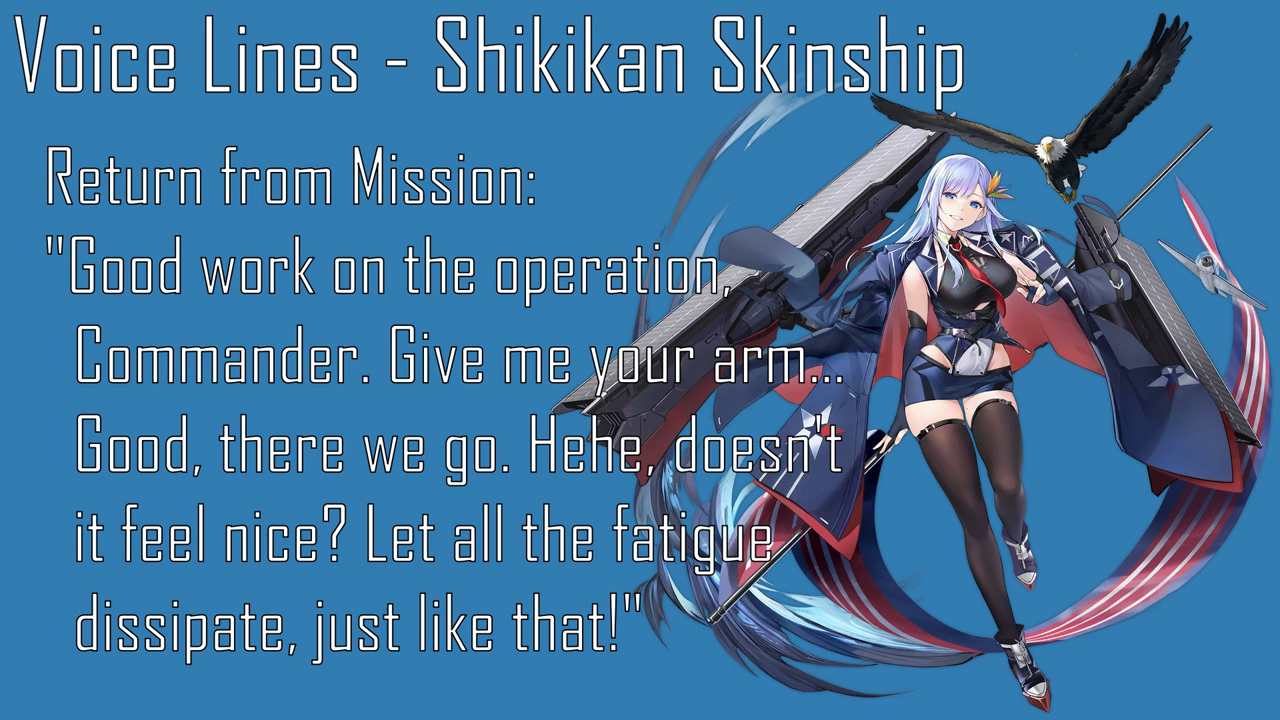 Voice Lines - Shikikan Skinship
Return from Mission:
"Good work on the operation,
Commander. Give me your arm...
Good, there we go. Hehe, doesn't
it feel nice? Let all the fatigue
dissipate, just like that!"